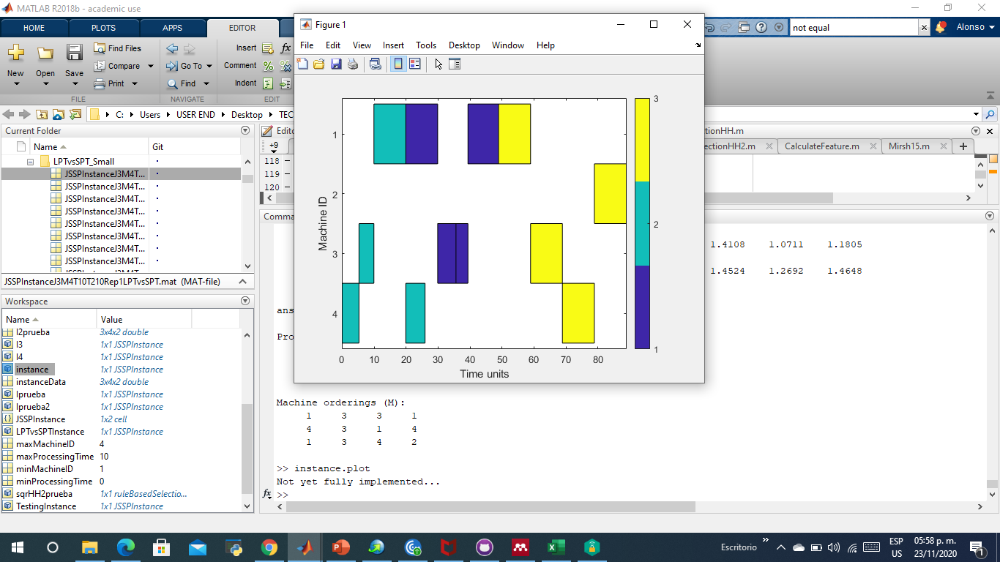 MATLAB R2018b - academic use
HOME PLOTS APPS EDITOR
not equal
Alonso
New Open Save
Find Files
Compare
Print
FILE
Go To
Find
NAVIGATE
Insert
Comment
Indent
EDIT
C: Users USER END Desktop TEC
Current Folder
Name Git
LPTvsSPT_Small
JSSPInstanceJ3M4T...
JSSPInstanceJ3M4T...
JSSPInstanceJ3M4T...
JSSPInstanceJ3M4T...
JSSPInstanceJ3M4T...
JSSPInstanceJ3M4T...
JSSPInstanceJ3M4T...
JSSPInstanceJ3M4T10T210Rep1LPTvsSPT.mat (MAT-file)
Workspace
Name Value
I2prueba 3x4x2 double
I3 1x1 JSSPInstance
I4 1x1 JSSPInstance
instance 1x1 JSSPInstance
instanceData 3x4x2 double
Iprueba 1x1 JSSPInstance
Iprueba2 1x1 JSSPInstance
JSSPInstance 1x2 cell
LPTvsSPTInstance 1x1 JSSPInstance
maxMachineID 4
maxProcessingTime 10
minMachineID 1
minProcessingTime 0
sqrHH2prueba 1x1 ruleBasedSelectio...
TestingInstance 1x1 JSSPInstance
Edito
ctionHH.m
+9
ectionHH2.m CalculateFeature.m Mirsh15.m
118 –
119 –
120 –
Comma
1.4108 1.0711 1.1805
1.4524 1.2692 1.4648
ans
Pro
Machine orderings (M):
1 3 3 1
4 3 1 4
1 3 4 2
>> instance.plot
Not yet fully implemented...
fx >>
Figure 1
File Edit View Insert Tools Desktop Window Help
Machine ID
1
2
3
4
0 10 20 30 40 50 60 70 80
Time units
3
2
1
Escritorio
ESP
US
05:58 p. m.
23/11/2020
1